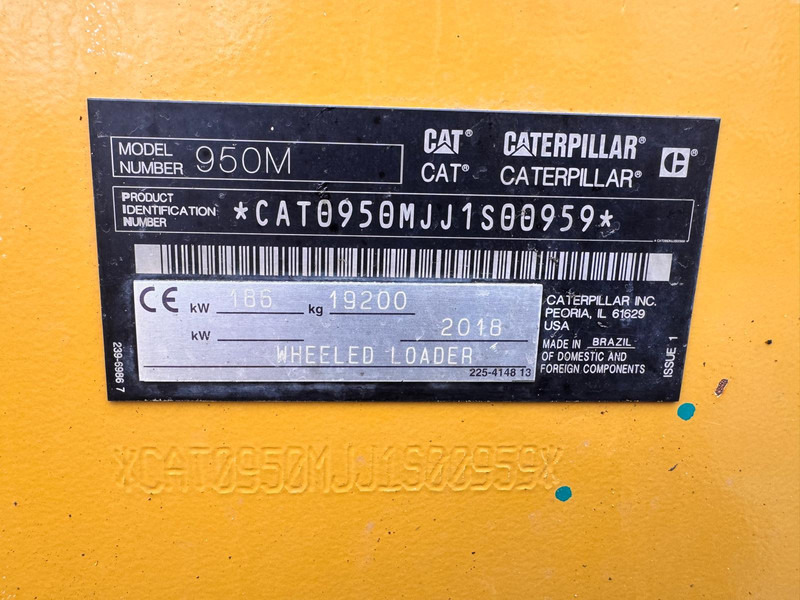 MODEL
NUMBER 950M
CAT® CATERPILLAR®
CAT® CATERPILLAR® C®
PRODUCT
IDENTIFICATION
NUMBER *CAT0950MJJ1S00959*
CE kW 186 kg 19200
kW 2018
WHEELED LOADER
225-4148 13
CATERPILLAR INC.
PEORIA, IL 61629
USA
MADE IN BRAZIL
OF DOMESTIC AND
FOREIGN COMPONENTS
ISSUE 1
239-6986 7
*CAT0950MJJ1S00959*